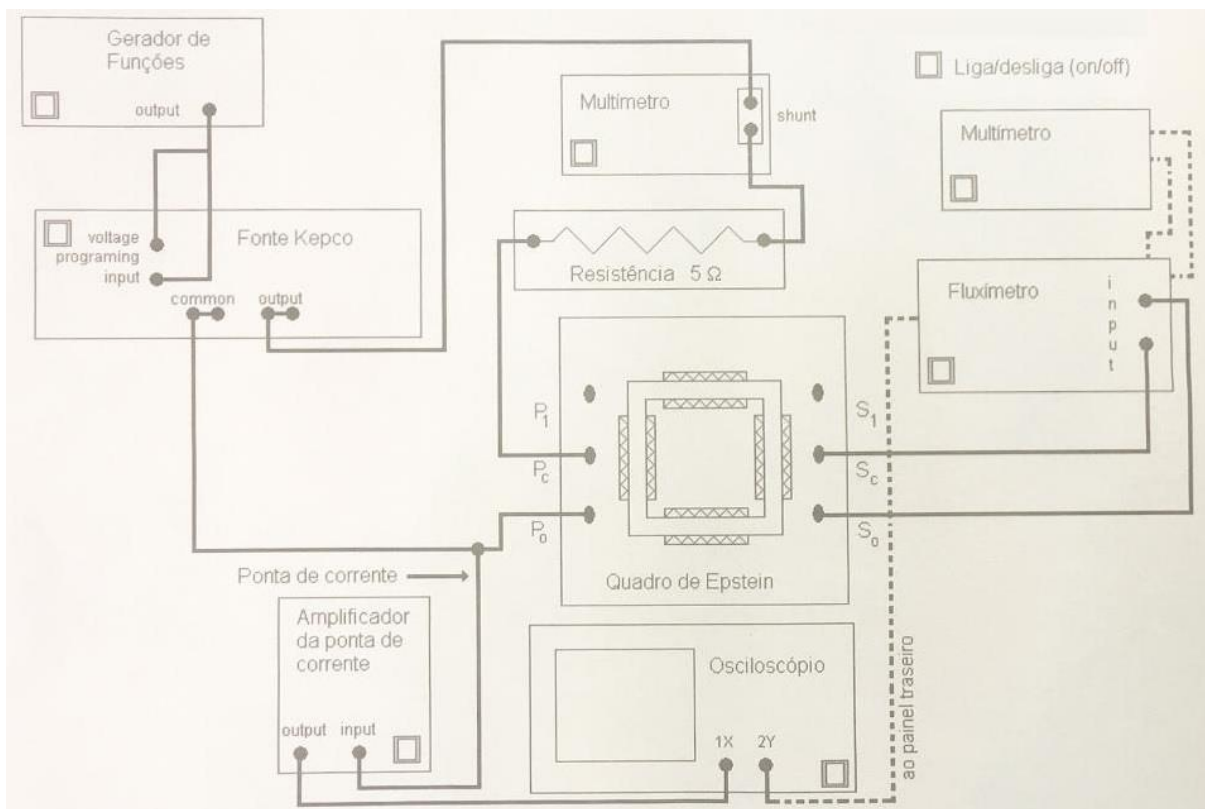 Gerador de
Funções
output
Multímetro
shunt
Liga/desliga (on/off)
Multímetro
voltage
programing
input
Fonte Kepco
common
output
Resistência 5 Ω
Fluxímetro
input
P1
Pc
P0
S1
Sc
S0
Quadro de Epstein
Ponta de corrente
Amplificador
da ponta de
corrente
output
input
Osciloscópio
1X
2Y
ao painel traseiro